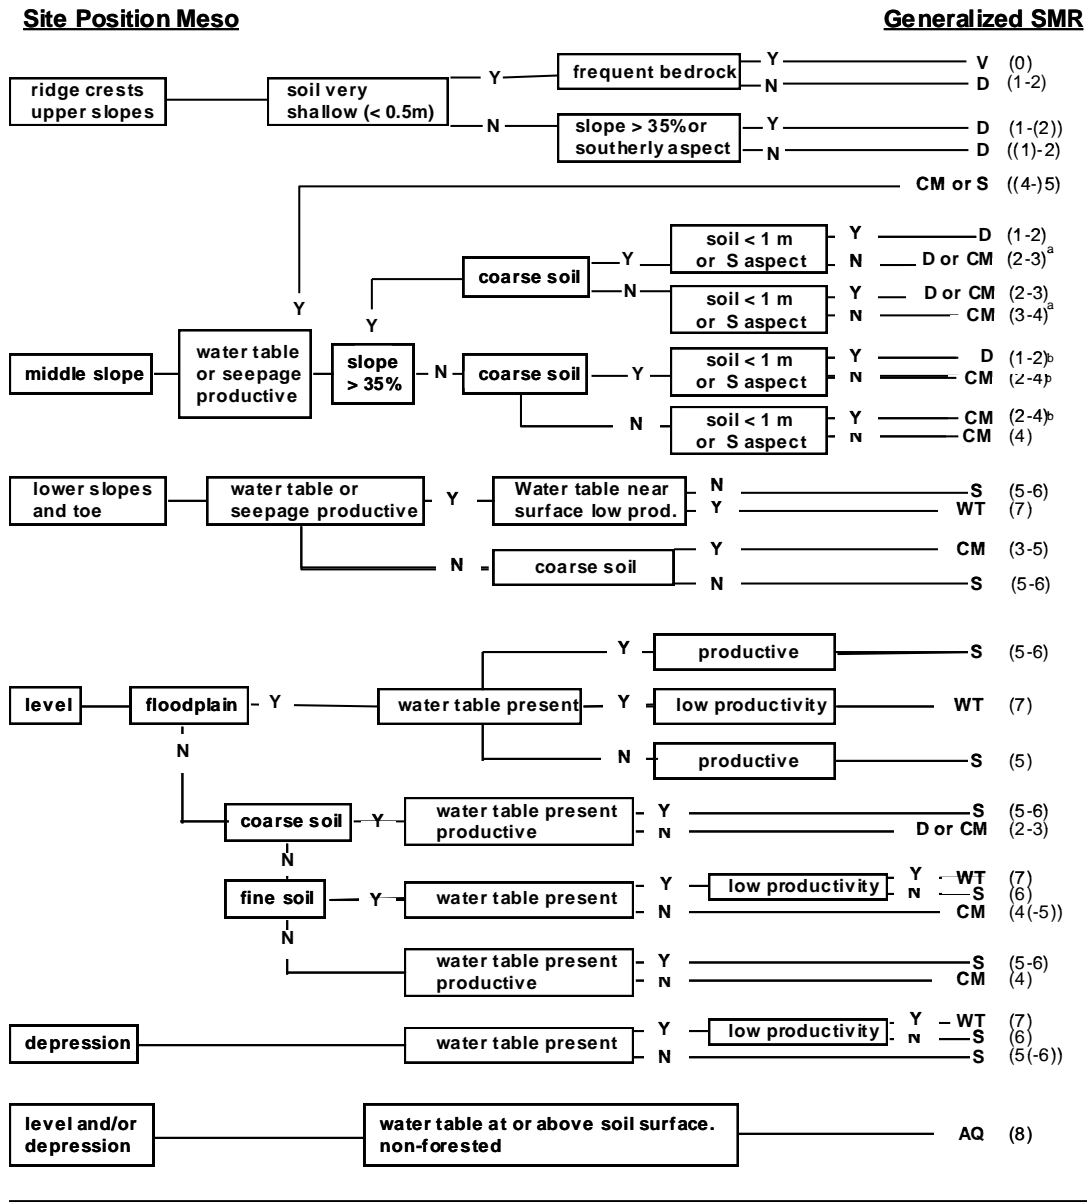 Site Position Meso Generalized SMR
Y V (0)
frequent bedrock
Y N D (1-2)
ridge crests soil very
upper slopes shallow (< 0.5m)
N slope > 35% or Y D (1-(2))
southerly aspect N D ((1)-2)
CM or S ((4-)5)
soil < 1 m Y D (1-2)
or S aspect N D or CM (2-3)a
coarse soil Y
N soil < 1 m Y D or CM (2-3)
or S aspect N CM (3-4)a
Y Y
water table slope soil < 1 m Y D (1-2)b
middle slope or seepage > 35% N coarse soil Y or S aspect N CM (2-4)b
productive
N soil < 1 m Y CM (2-4)b
or S aspect N CM (4)
lower slopes water table or Y Water table near N S (5-6)
and toe seepage productive surface low prod. Y WT (7)
N coarse soil Y CM (3-5)
N S (5-6)
Y productive S (5-6)
level floodplain Y water table present Y low productivity WT (7)
N N productive S (5)
coarse soil Y water table present Y S (5-6)
productive N D or CM (2-3)
N
fine soil Y water table present Y low productivity Y WT (7)
N S (6)
N CM (4(-5))
N
water table present Y S (5-6)
productive N CM (4)
depression water table present Y low productivity Y WT (7)
N S (6)
N S (5(-6))
level and/or water table at or above soil surface.
depression non-forested AQ (8)